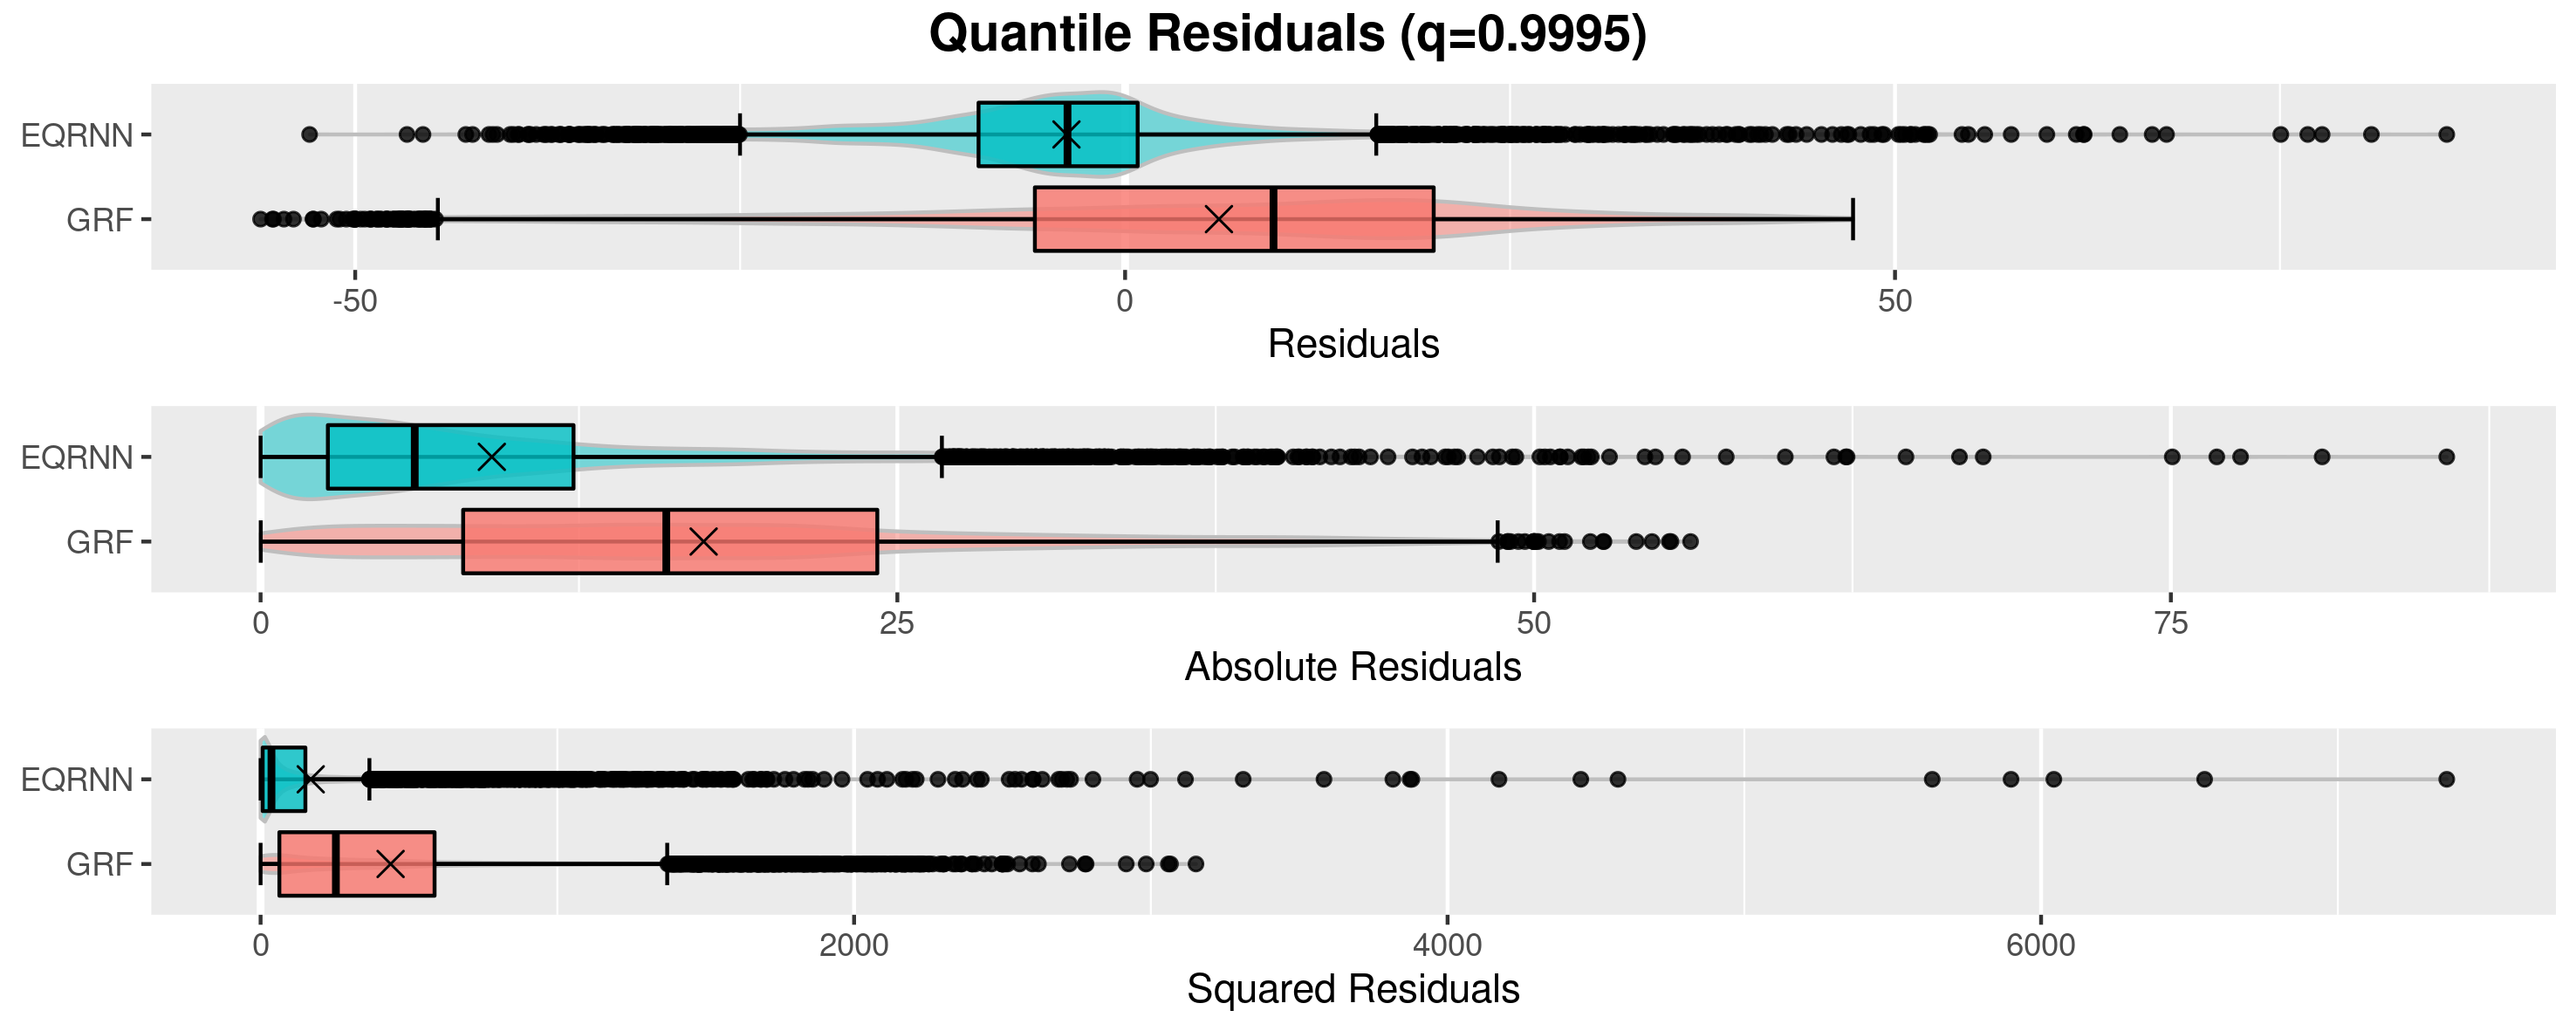 Quantile Residuals (q=0.9995)
EQRNN
GRF
-50 0 50
Residuals
EQRNN
GRF
0 25 50 75
Absolute Residuals
EQRNN
GRF
0 2000 4000 6000
Squared Residuals